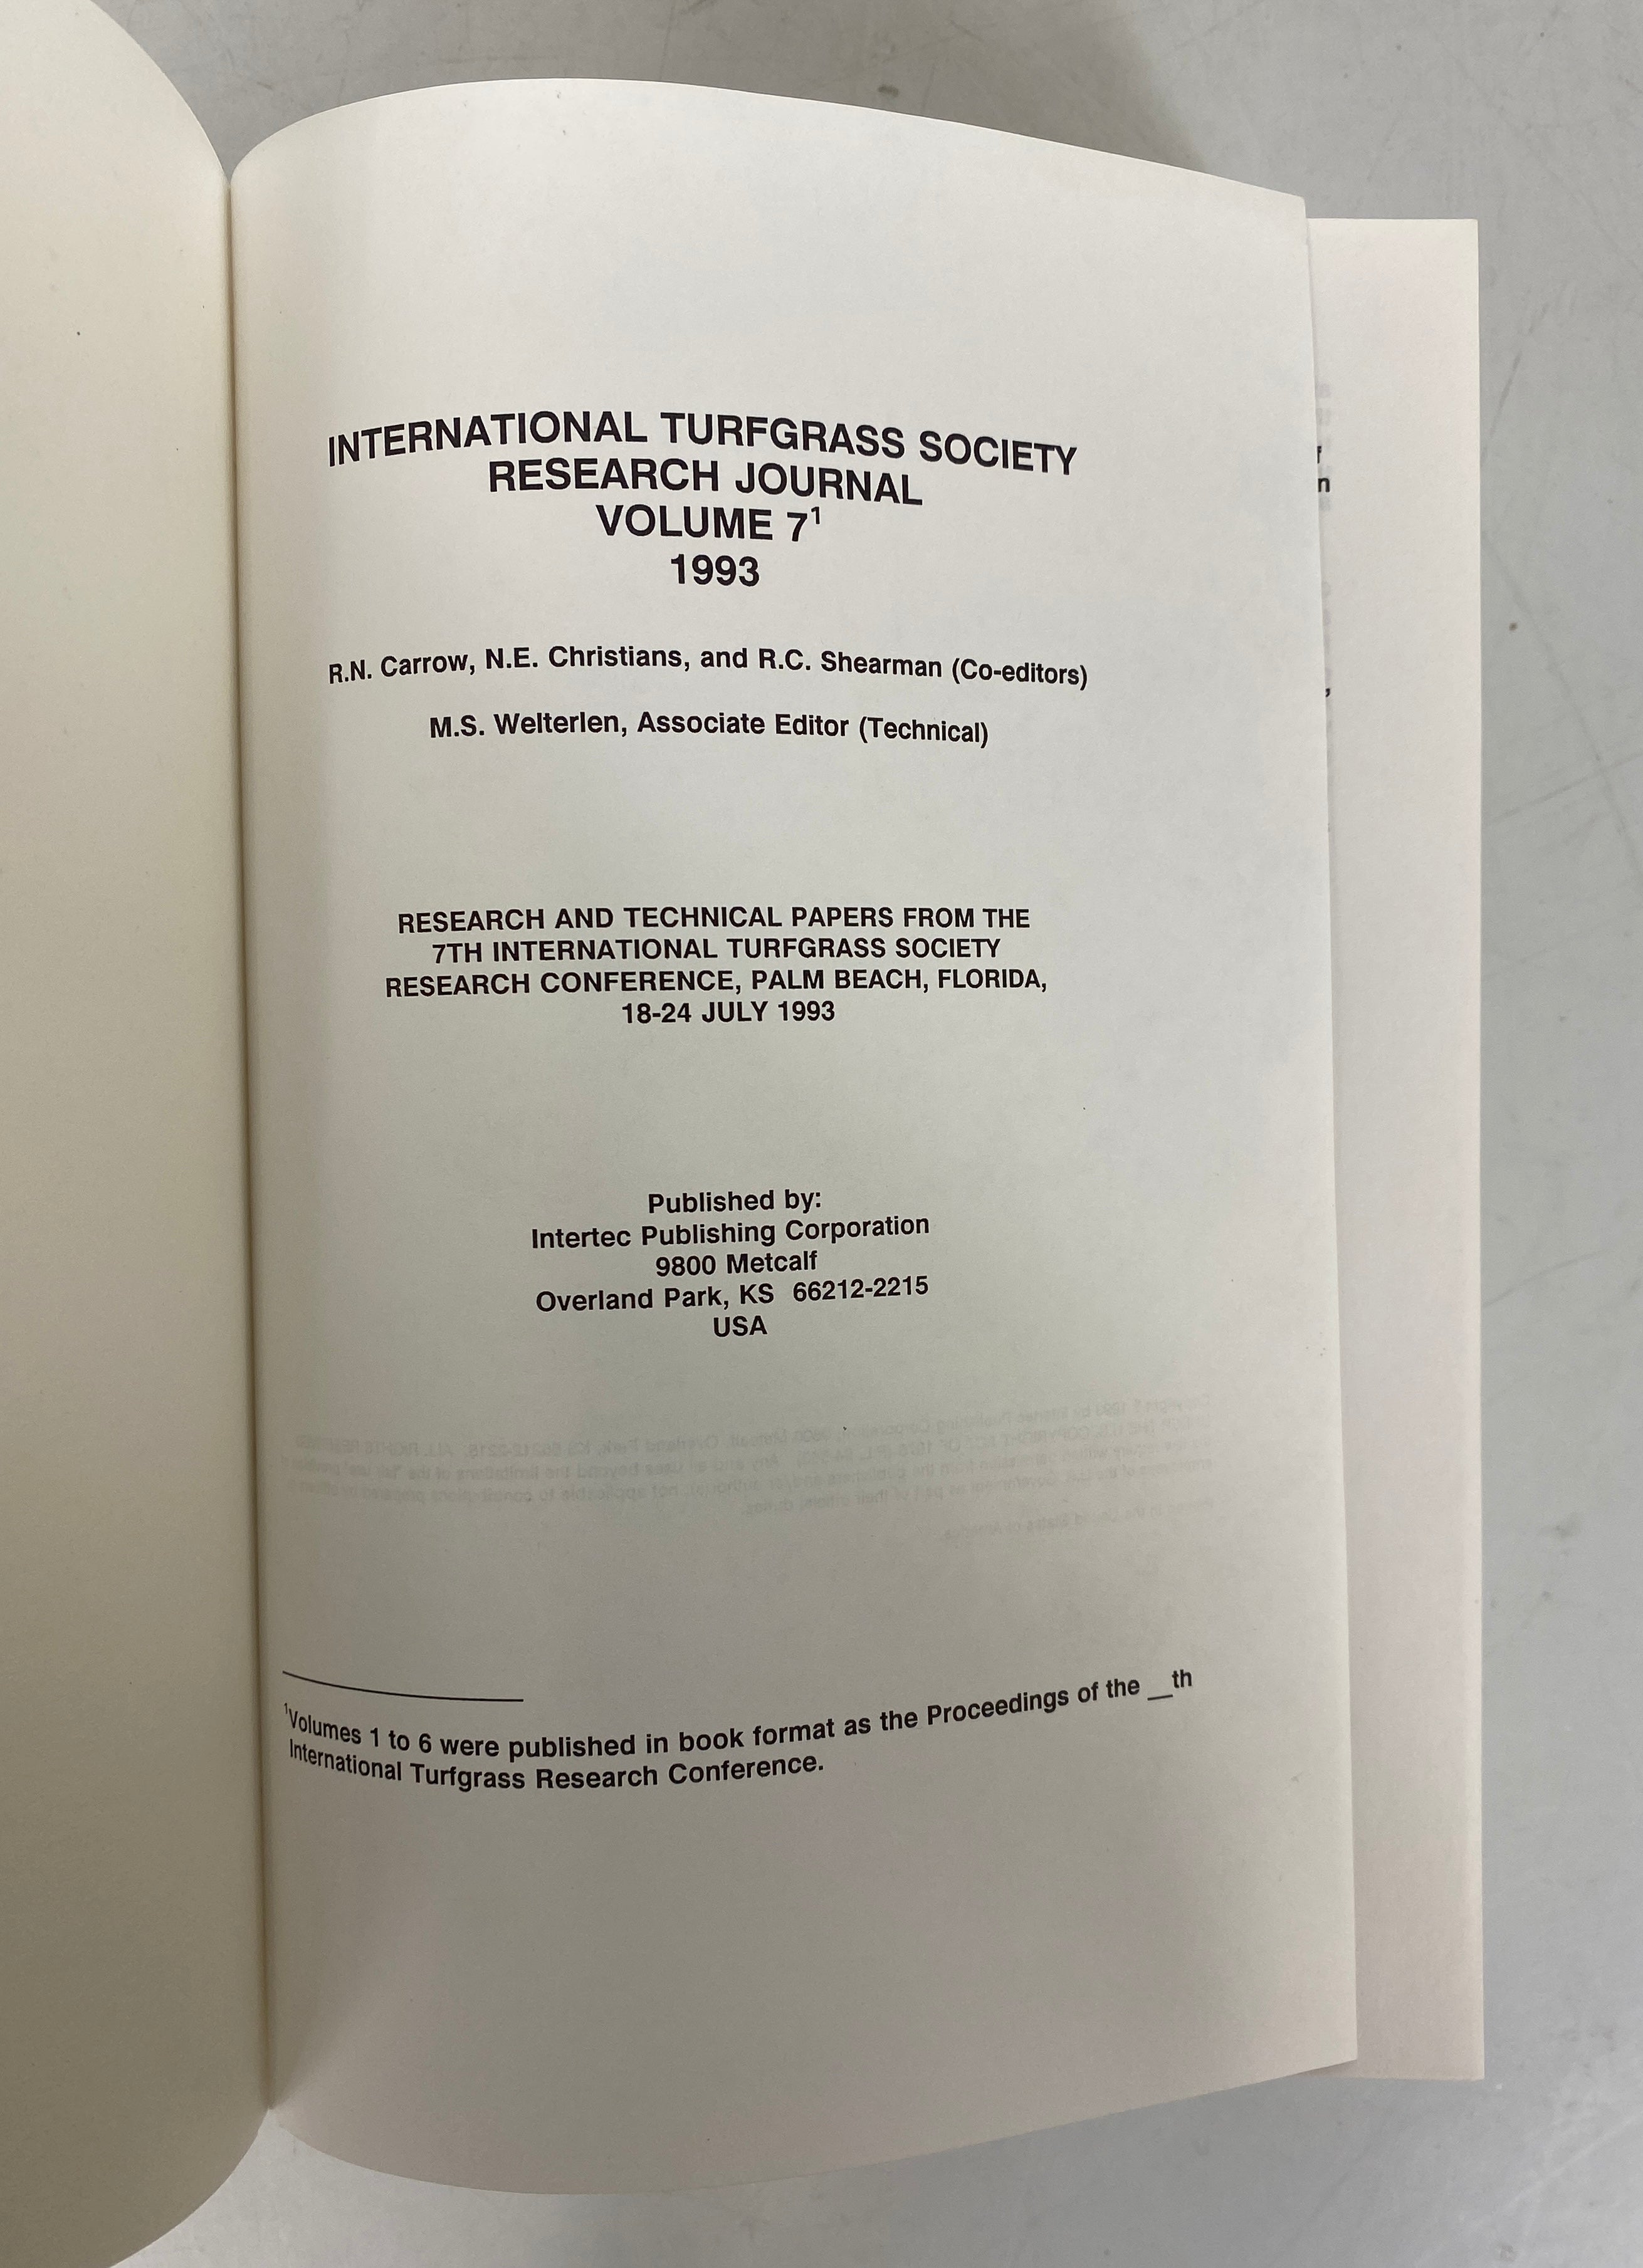 INTERNATIONAL TURFGRASS SOCIETY
RESEARCH JOURNAL
VOLUME 7¹
1993
R.N. Carrow, N.E. Christians, and R.C. Shearman (Co-editors)
M.S. Welterlen, Associate Editor (Technical)
RESEARCH AND TECHNICAL PAPERS FROM THE
7TH INTERNATIONAL TURFGRASS SOCIETY
RESEARCH CONFERENCE, PALM BEACH, FLORIDA,
18-24 JULY 1993
Published by:
Intertec Publishing Corporation
9800 Metcalf
Overland Park, KS 66212-2215
USA
¹Volumes 1 to 6 were published in book format as the Proceedings of the __th
International Turfgrass Research Conference.